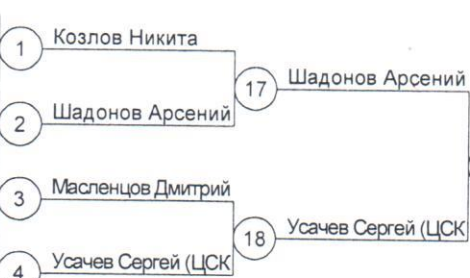 1 Козлов Никита
17 Шадонов Арсений
2 Шадонов Арсений
3 Масленцов Дмитрий
18 Усачев Сергей (ЦСК
4 Усачев Сергей (ЦСК